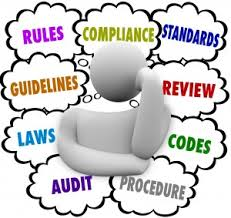 RULES
COMPLIANCE
STANDARDS
GUIDELINES
REVIEW
LAWS
CODES
AUDIT
PROCEDURE